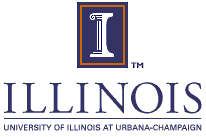 I
TM
ILLINOIS
UNIVERSITY OF ILLINOIS AT URBANA-CHAMPAIGN